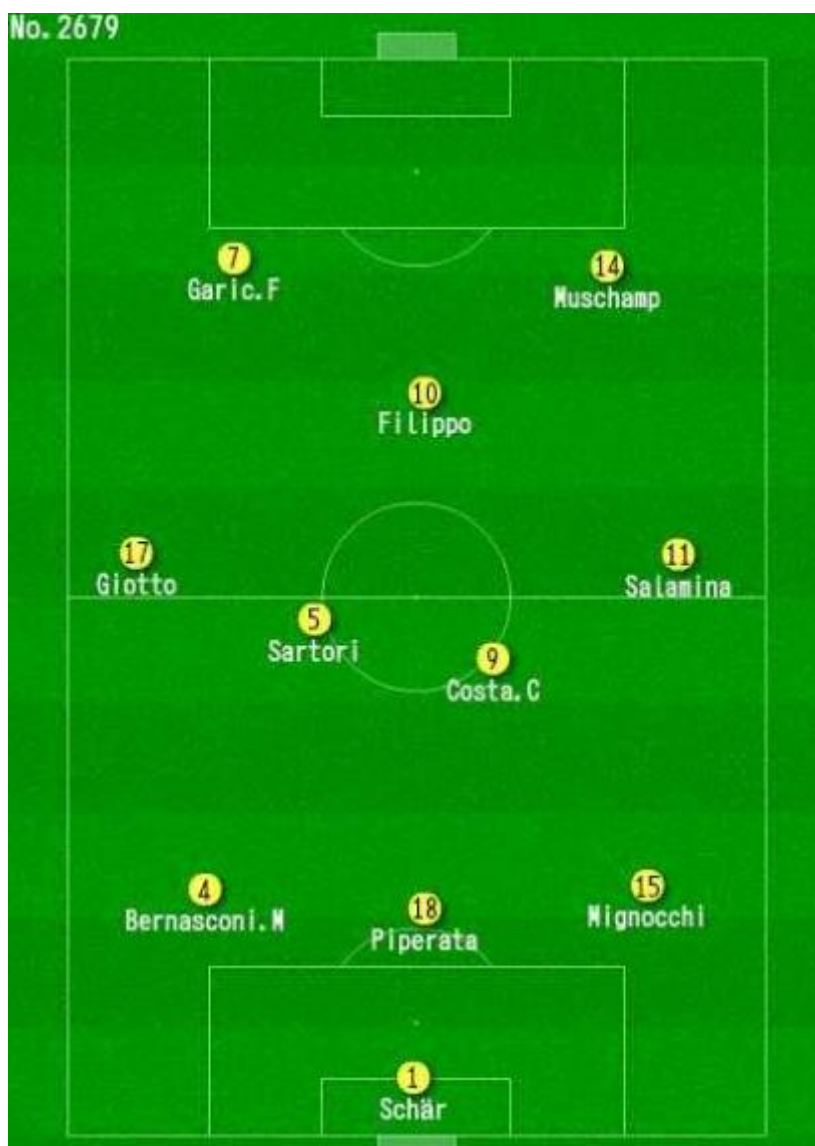 No.2679
7
Garic.F
14
Muschamp
10
Filippo
17
Giotto
11
Salamina
5
Sartori
9
Costa.C
4
Bernasconi.M
18
Piperata
15
Mignocchi
1
Schär